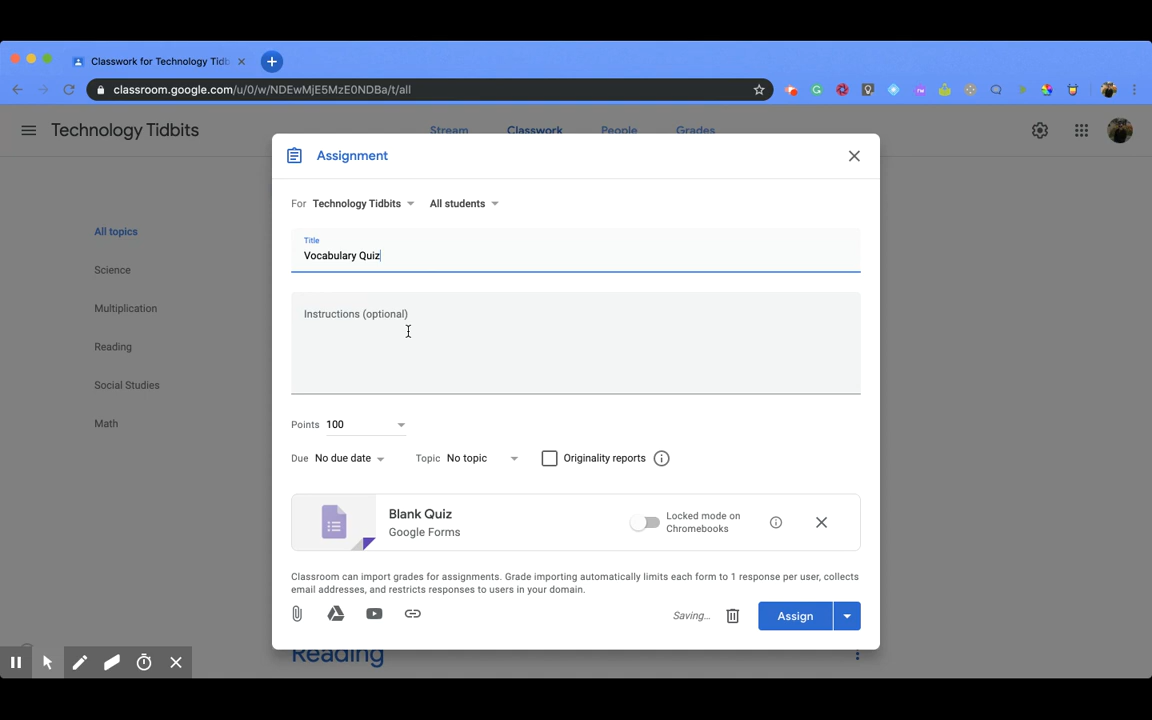 Classwork for Technology Tidb
classroom.google.com/u/0/w/NDEwMjE5MzE0NDBa/t/all
Technology Tidbits
Stream Classwork People Grades
Assignment
For Technology Tidbits All students
All topics
Title
Vocabulary Quiz
Science
Multiplication
Instructions (optional)
Reading
Social Studies
Math
Points 100
Due No due date Topic No topic Originality reports
Blank Quiz
Google Forms
Locked mode on
Chromebooks
Classroom can import grades for assignments. Grade importing automatically limits each form to 1 response per user, collects
email addresses, and restricts responses to users in your domain.
Saving...
Assign
Reading